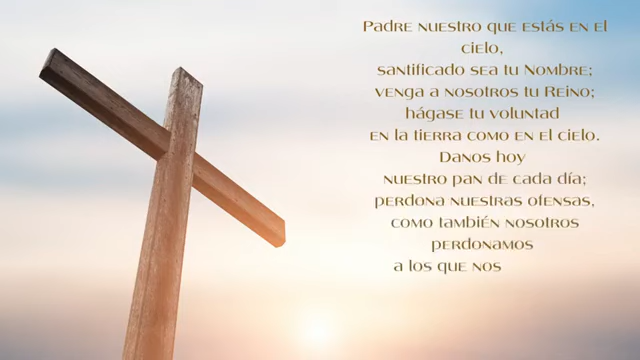 Padre nuestro que estás en el
cielo,
santificado sea tu Nombre;
venga a nosotros tu Reino;
hágase tu voluntad
en la tierra como en el cielo.
Danos hoy
nuestro pan de cada día;
perdona nuestras ofensas,
como también nosotros
perdonamos
a los que nos